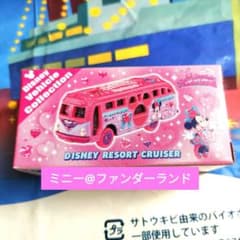 Disney
Vehicle
Collection
DISNEY RESORT CRUISER
ミニー@ファンダーランド
サトウキビ由来のバイオ
一部使用しています